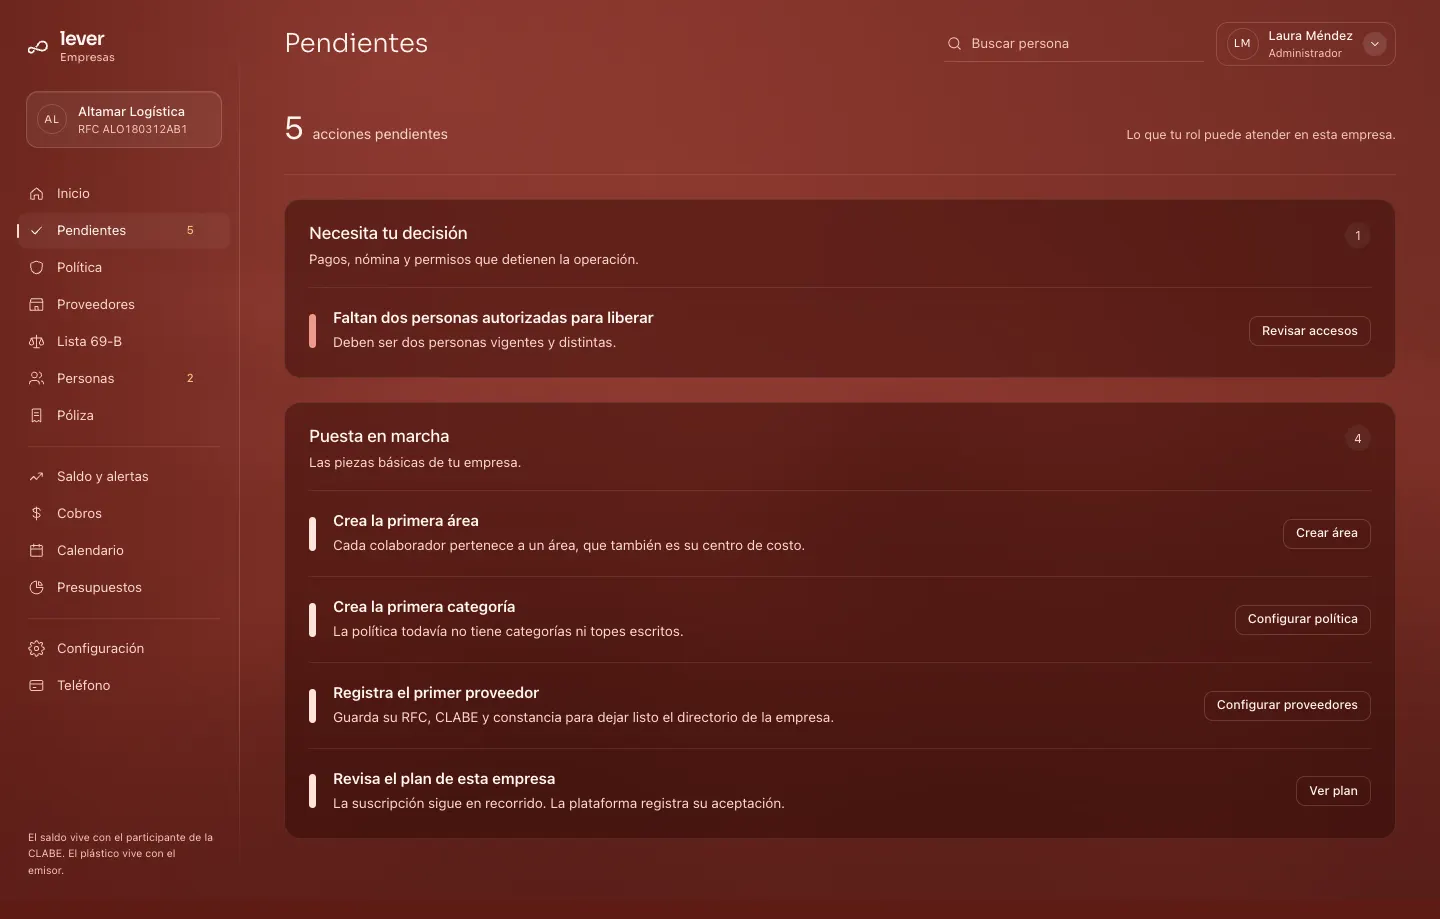 lever
Empresas
AL
Altamar Logística
RFC ALO180312AB1
Inicio
Pendientes 5
Política
Proveedores
Lista 69-B
Personas 2
Póliza
Saldo y alertas
Cobros
Calendario
Presupuestos
Configuración
Teléfono
El saldo vive con el participante de la
CLABE. El plástico vive con el
emisor.
Pendientes
Buscar persona
LM
Laura Méndez
Administrador
5 acciones pendientes
Lo que tu rol puede atender en esta empresa.
Necesita tu decisión
1
Pagos, nómina y permisos que detienen la operación.
Faltan dos personas autorizadas para liberar
Deben ser dos personas vigentes y distintas.
Revisar accesos
Puesta en marcha
4
Las piezas básicas de tu empresa.
Crea la primera área
Cada colaborador pertenece a un área, que también es su centro de costo.
Crear área
Crea la primera categoría
La política todavía no tiene categorías ni topes escritos.
Configurar política
Registra el primer proveedor
Guarda su RFC, CLABE y constancia para dejar listo el directorio de la empresa.
Configurar proveedores
Revisa el plan de esta empresa
La suscripción sigue en recorrido. La plataforma registra su aceptación.
Ver plan